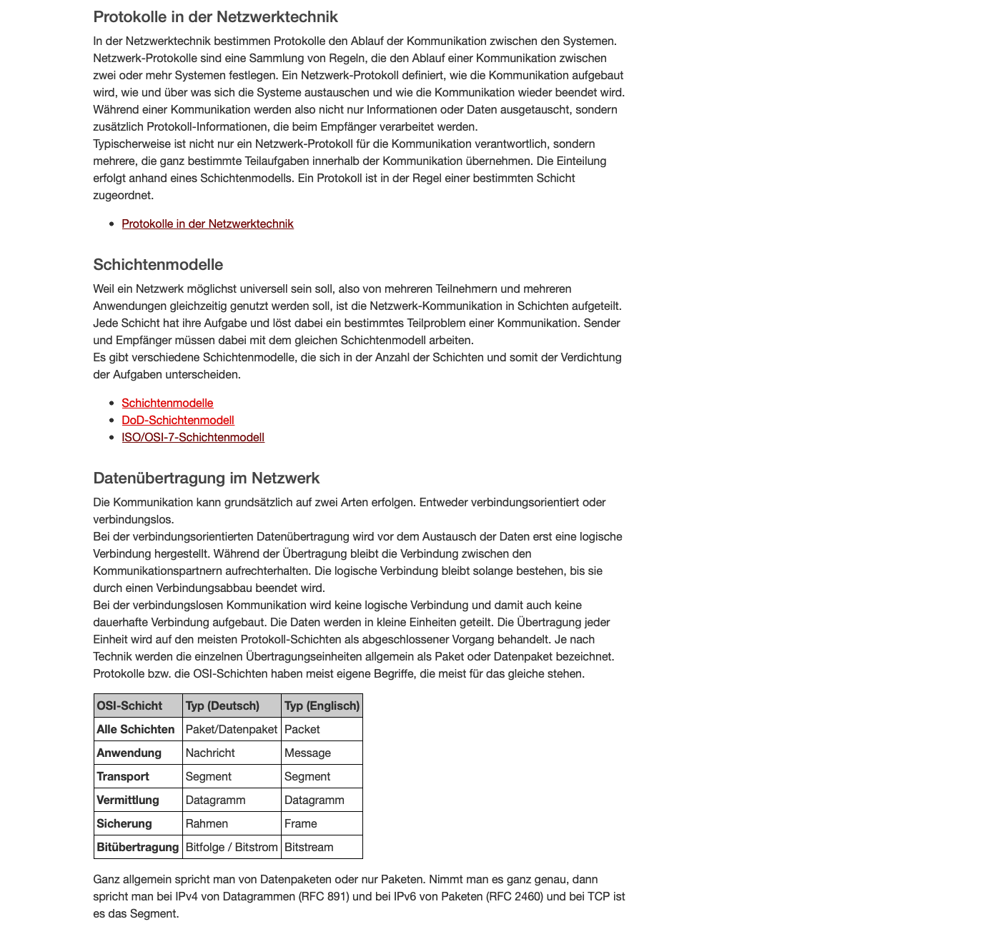 Protokolle in der Netzwerktechnik
In der Netzwerktechnik bestimmen Protokolle den Ablauf der Kommunikation zwischen den Systemen.
Netzwerk-Protokolle sind eine Sammlung von Regeln, die den Ablauf einer Kommunikation zwischen
zwei oder mehr Systemen festlegen. Ein Netzwerk-Protokoll definiert, wie die Kommunikation aufgebaut
wird, wie und über was sich die Systeme austauschen und wie die Kommunikation wieder beendet wird.
Während einer Kommunikation werden also nicht nur Informationen oder Daten ausgetauscht, sondern
zusätzlich Protokoll-Informationen, die beim Empfänger verarbeitet werden.
Typischerweise ist nicht nur ein Netzwerk-Protokoll für die Kommunikation verantwortlich, sondern
mehrere, die ganz bestimmte Teilaufgaben innerhalb der Kommunikation übernehmen. Die Einteilung
erfolgt anhand eines Schichtenmodells. Ein Protokoll ist in der Regel einer bestimmten Schicht
zugeordnet.
• Protokolle in der Netzwerktechnik
Schichtenmodelle
Weil ein Netzwerk möglichst universell sein soll, also von mehreren Teilnehmern und mehreren
Anwendungen gleichzeitig genutzt werden soll, ist die Netzwerk-Kommunikation in Schichten aufgeteilt.
Jede Schicht hat ihre Aufgabe und löst dabei ein bestimmtes Teilproblem einer Kommunikation. Sender
und Empfänger müssen dabei mit dem gleichen Schichtenmodell arbeiten.
Es gibt verschiedene Schichtenmodelle, die sich in der Anzahl der Schichten und somit der Verdichtung
der Aufgaben unterscheiden.
• Schichtenmodelle
• DoD-Schichtenmodell
• ISO/OSI-7-Schichtenmodell
Datenübertragung im Netzwerk
Die Kommunikation kann grundsätzlich auf zwei Arten erfolgen. Entweder verbindungsorientiert oder
verbindungslos.
Bei der verbindungsorientierten Datenübertragung wird vor dem Austausch der Daten erst eine logische
Verbindung hergestellt. Während der Übertragung bleibt die Verbindung zwischen den
Kommunikationspartnern aufrechterhalten. Die logische Verbindung bleibt solange bestehen, bis sie
durch einen Verbindungsabbau beendet wird.
Bei der verbindungslosen Kommunikation wird keine logische Verbindung und damit auch keine
dauerhafte Verbindung aufgebaut. Die Daten werden in kleine Einheiten geteilt. Die Übertragung jeder
Einheit wird auf den meisten Protokoll-Schichten als abgeschlossener Vorgang behandelt. Je nach
Technik werden die einzelnen Übertragungseinheiten allgemein als Paket oder Datenpaket bezeichnet.
Protokolle bzw. die OSI-Schichten haben meist eigene Begriffe, die meist für das gleiche stehen.
OSI-Schicht Typ (Deutsch) Typ (Englisch)
Alle Schichten Paket/Datenpaket Packet
Anwendung Nachricht Message
Transport Segment Segment
Vermittlung Datagramm Datagramm
Sicherung Rahmen Frame
Bitübertragung Bitfolge / Bitstrom Bitstream
Ganz allgemein spricht man von Datenpaketen oder nur Paketen. Nimmt man es ganz genau, dann
spricht man bei IPv4 von Datagrammen (RFC 891) und bei IPv6 von Paketen (RFC 2460) und bei TCP ist
es das Segment.